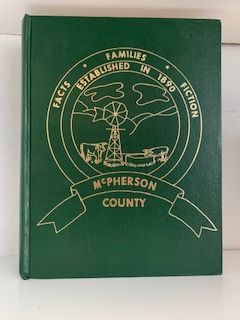 FACTS • FAMILIES • FICTION
ESTABLISHED IN 1890
McPHERSON
COUNTY